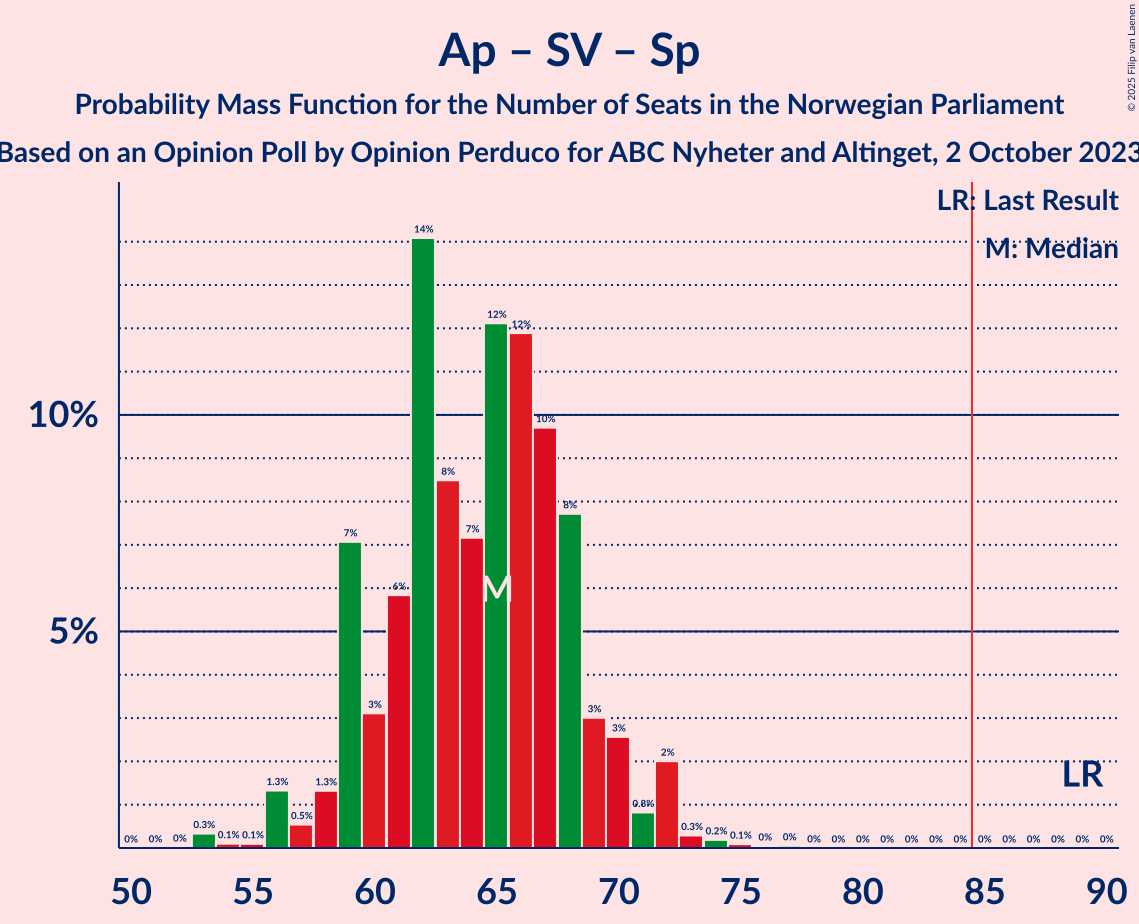 Ap – SV – Sp
Probability Mass Function for the Number of Seats in the Norwegian Parliament
Based on an Opinion Poll by Opinion Perduco for ABC Nyheter and Altinget, 2 October 2023
© 2025 Filip van Laenen
LR: Last Result
M: Median
10%
5%
0% 0% 0% 0.3% 0.1% 0.1% 1.3% 0.5% 1.3% 7% 3% 6% 14% 8% 7% 12% 12% 10% 8% 3% 3% 0.8% 2% 0.3% 0.2% 0.1% 0% 0% 0% 0% 0% 0% 0% 0% 0% 0% 0% 0% 0% 0% 0%
M
LR
50 55 60 65 70 75 80 85 90